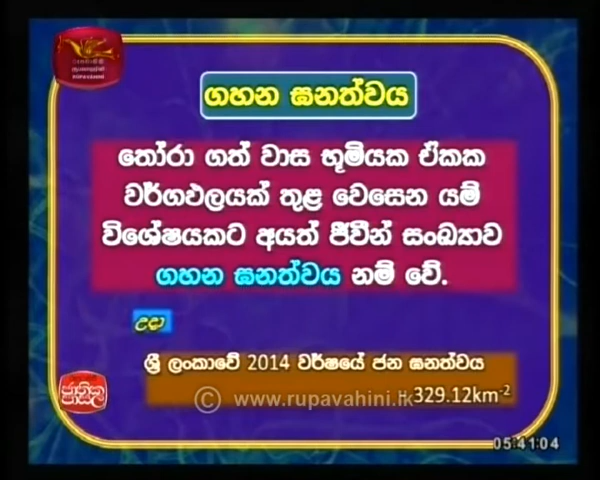 ගහන ඝනත්වය
තෝරා ගත් වාස භූමියක ඒකක
වර්ගඵලයක් තුළ වෙසෙන යම්
විශේෂයකට අයත් ජීවීන් සංඛ්‍යාව
ගහන ඝනත්වය නම් වේ.
උදා
ශ්‍රී ලංකාවේ 2014 වර්ෂයේ ජන ඝනත්වය
- 329.12km-2
© www.rupavahini.lk
ජාතික
පාසල
05:41:04